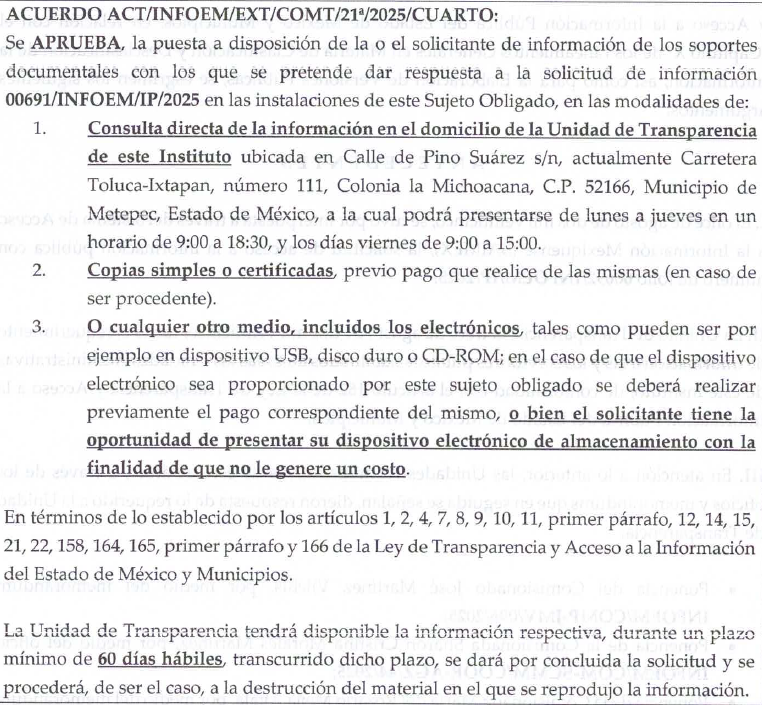 ACUERDO ACT/INFOEM/EXT/COMT/21ª/2025/CUARTO:
Se APRUEBA, la puesta a disposición de la o el solicitante de información de los soportes
documentales con los que se pretende dar respuesta a la solicitud de información
00691/INFOEM/IP/2025 en las instalaciones de este Sujeto Obligado, en las modalidades de:
1. Consulta directa de la información en el domicilio de la Unidad de Transparencia
de este Instituto ubicada en Calle de Pino Suárez s/n, actualmente Carretera
Toluca-Ixtapan, número 111, Colonia la Michoacana, C.P. 52166, Municipio de
Metepec, Estado de México, a la cual podrá presentarse de lunes a jueves en un
horario de 9:00 a 18:30, y los días viernes de 9:00 a 15:00.
2. Copias simples o certificadas, previo pago que realice de las mismas (en caso de
ser procedente).
3. O cualquier otro medio, incluidos los electrónicos, tales como pueden ser por
ejemplo en dispositivo USB, disco duro o CD-ROM; en el caso de que el dispositivo
electrónico sea proporcionado por este sujeto obligado se deberá realizar
previamente el pago correspondiente del mismo, o bien el solicitante tiene la
oportunidad de presentar su dispositivo electrónico de almacenamiento con la
finalidad de que no le genere un costo.
En términos de lo establecido por los artículos 1, 2, 4, 7, 8, 9, 10, 11, primer párrafo, 12, 14, 15,
21, 22, 158, 164, 165, primer párrafo y 166 de la Ley de Transparencia y Acceso a la Información
del Estado de México y Municipios.
La Unidad de Transparencia tendrá disponible la información respectiva, durante un plazo
mínimo de 60 días hábiles, transcurrido dicho plazo, se dará por concluida la solicitud y se
procederá, de ser el caso, a la destrucción del material en el que se reprodujo la información.